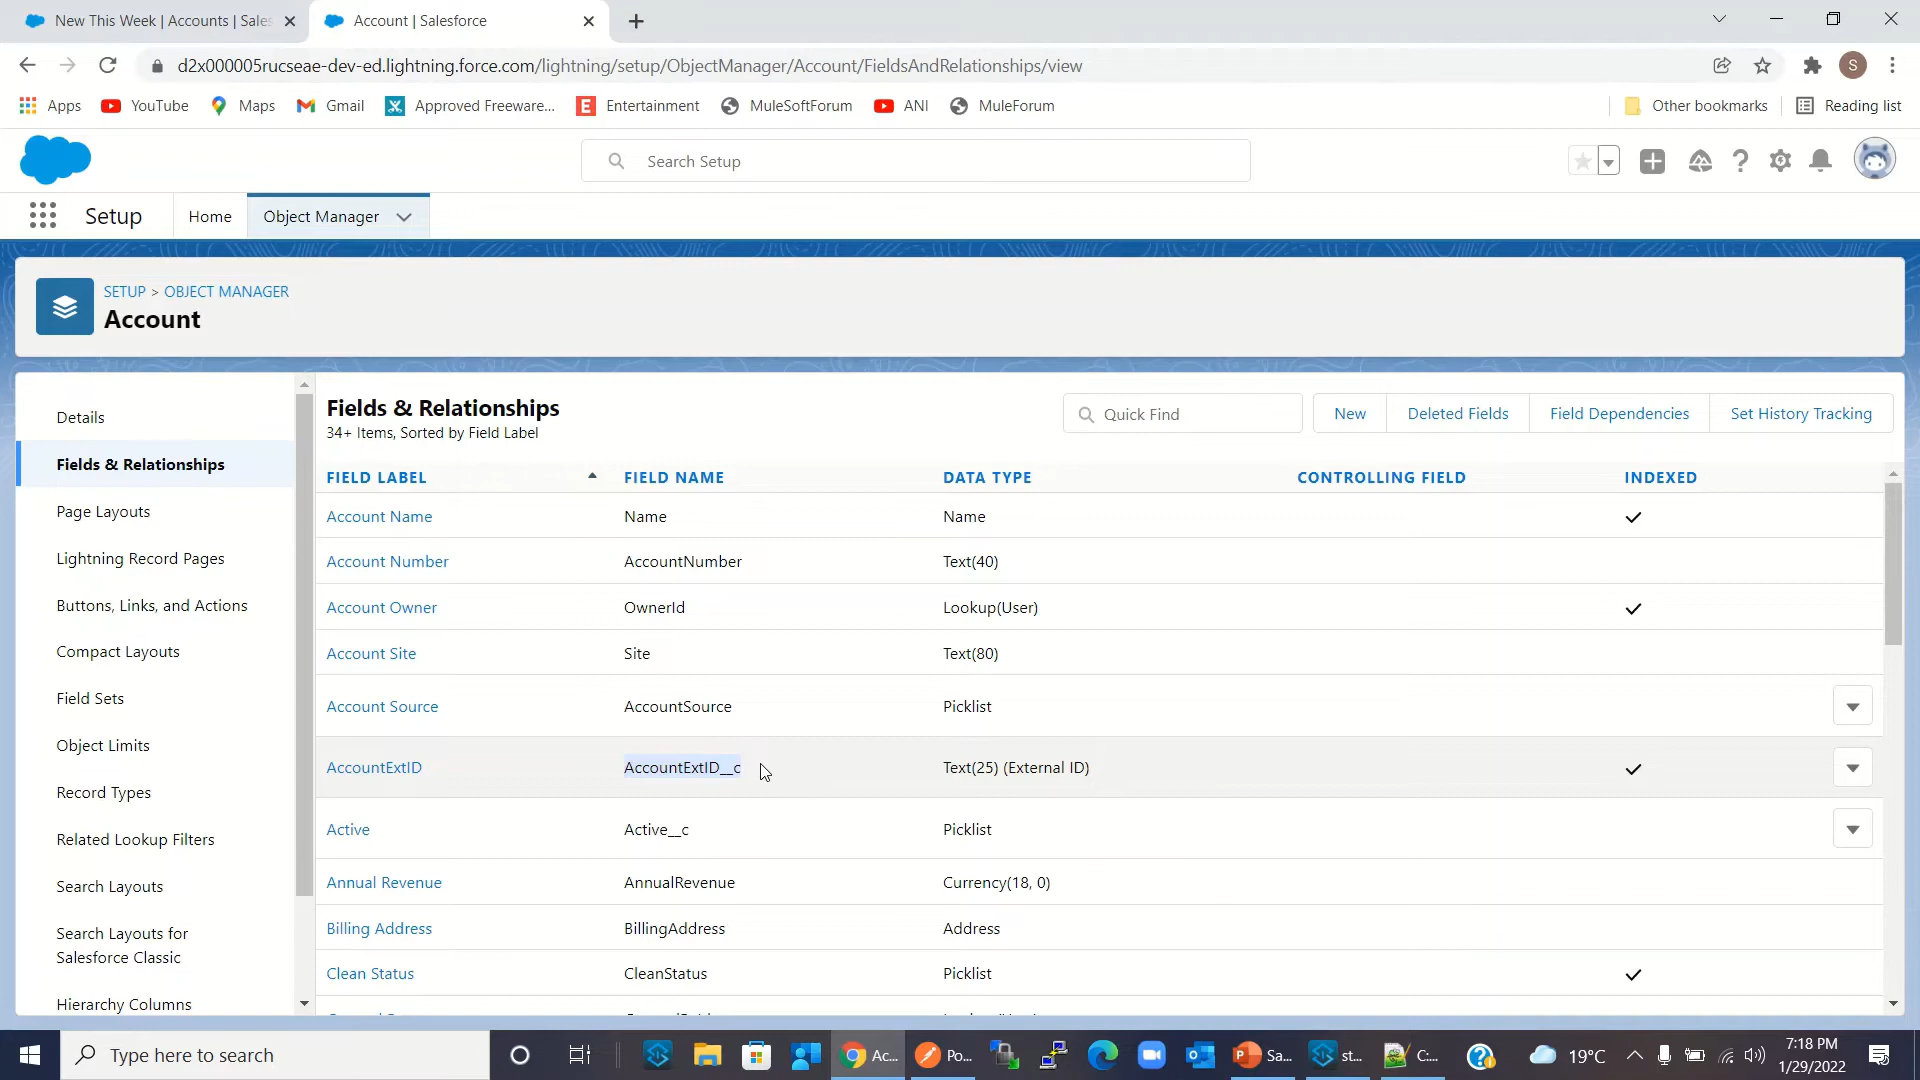 New This Week | Accounts | Sales
Account | Salesforce
d2x000005rucseae-dev-ed.lightning.force.com/lightning/setup/ObjectManager/Account/FieldsAndRelationships/view
S
Apps
YouTube
Maps
Gmail
Approved Freeware...
Entertainment
MuleSoftForum
ANI
MuleForum
Other bookmarks
Reading list
Search Setup
Setup
Home
Object Manager
SETUP > OBJECT MANAGER
Account
Details
Fields & Relationships
Page Layouts
Lightning Record Pages
Buttons, Links, and Actions
Compact Layouts
Field Sets
Object Limits
Record Types
Related Lookup Filters
Search Layouts
Search Layouts for
Salesforce Classic
Hierarchy Columns
Fields & Relationships
34+ Items, Sorted by Field Label
Quick Find
New
Deleted Fields
Field Dependencies
Set History Tracking
FIELD LABEL FIELD NAME DATA TYPE CONTROLLING FIELD INDEXED
Account Name Name Name
Account Number AccountNumber Text(40)
Account Owner OwnerId Lookup(User)
Account Site Site Text(80)
Account Source AccountSource Picklist
AccountExtID AccountExtID__c Text(25) (External ID)
Active Active__c Picklist
Annual Revenue AnnualRevenue Currency(18, 0)
Billing Address BillingAddress Address
Clean Status CleanStatus Picklist
Type here to search
Ac...
Po...
Sa...
st...
C:...
19°C
7:18 PM
1/29/2022